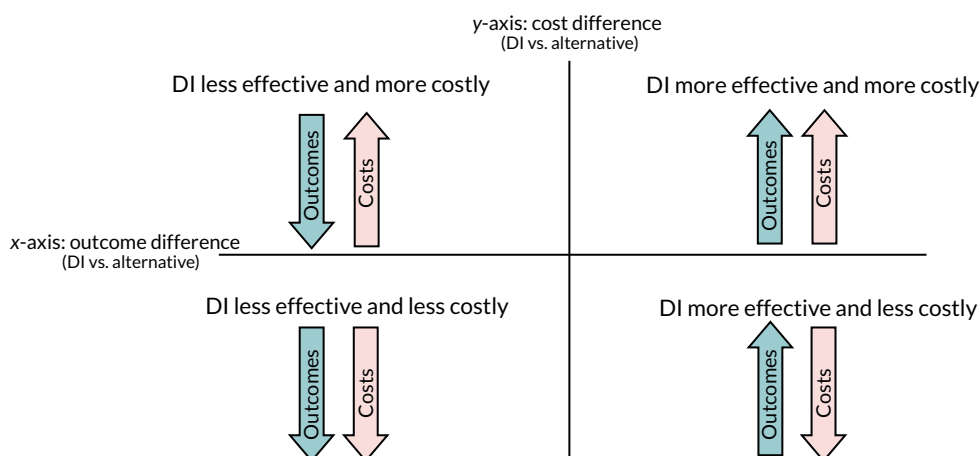 y-axis: cost difference
(DI vs. alternative)
DI less effective and more costly
DI more effective and more costly
Outcomes
Costs
Outcomes
Costs
x-axis: outcome difference
(DI vs. alternative)
DI less effective and less costly
DI more effective and less costly
Outcomes
Costs
Outcomes
Costs